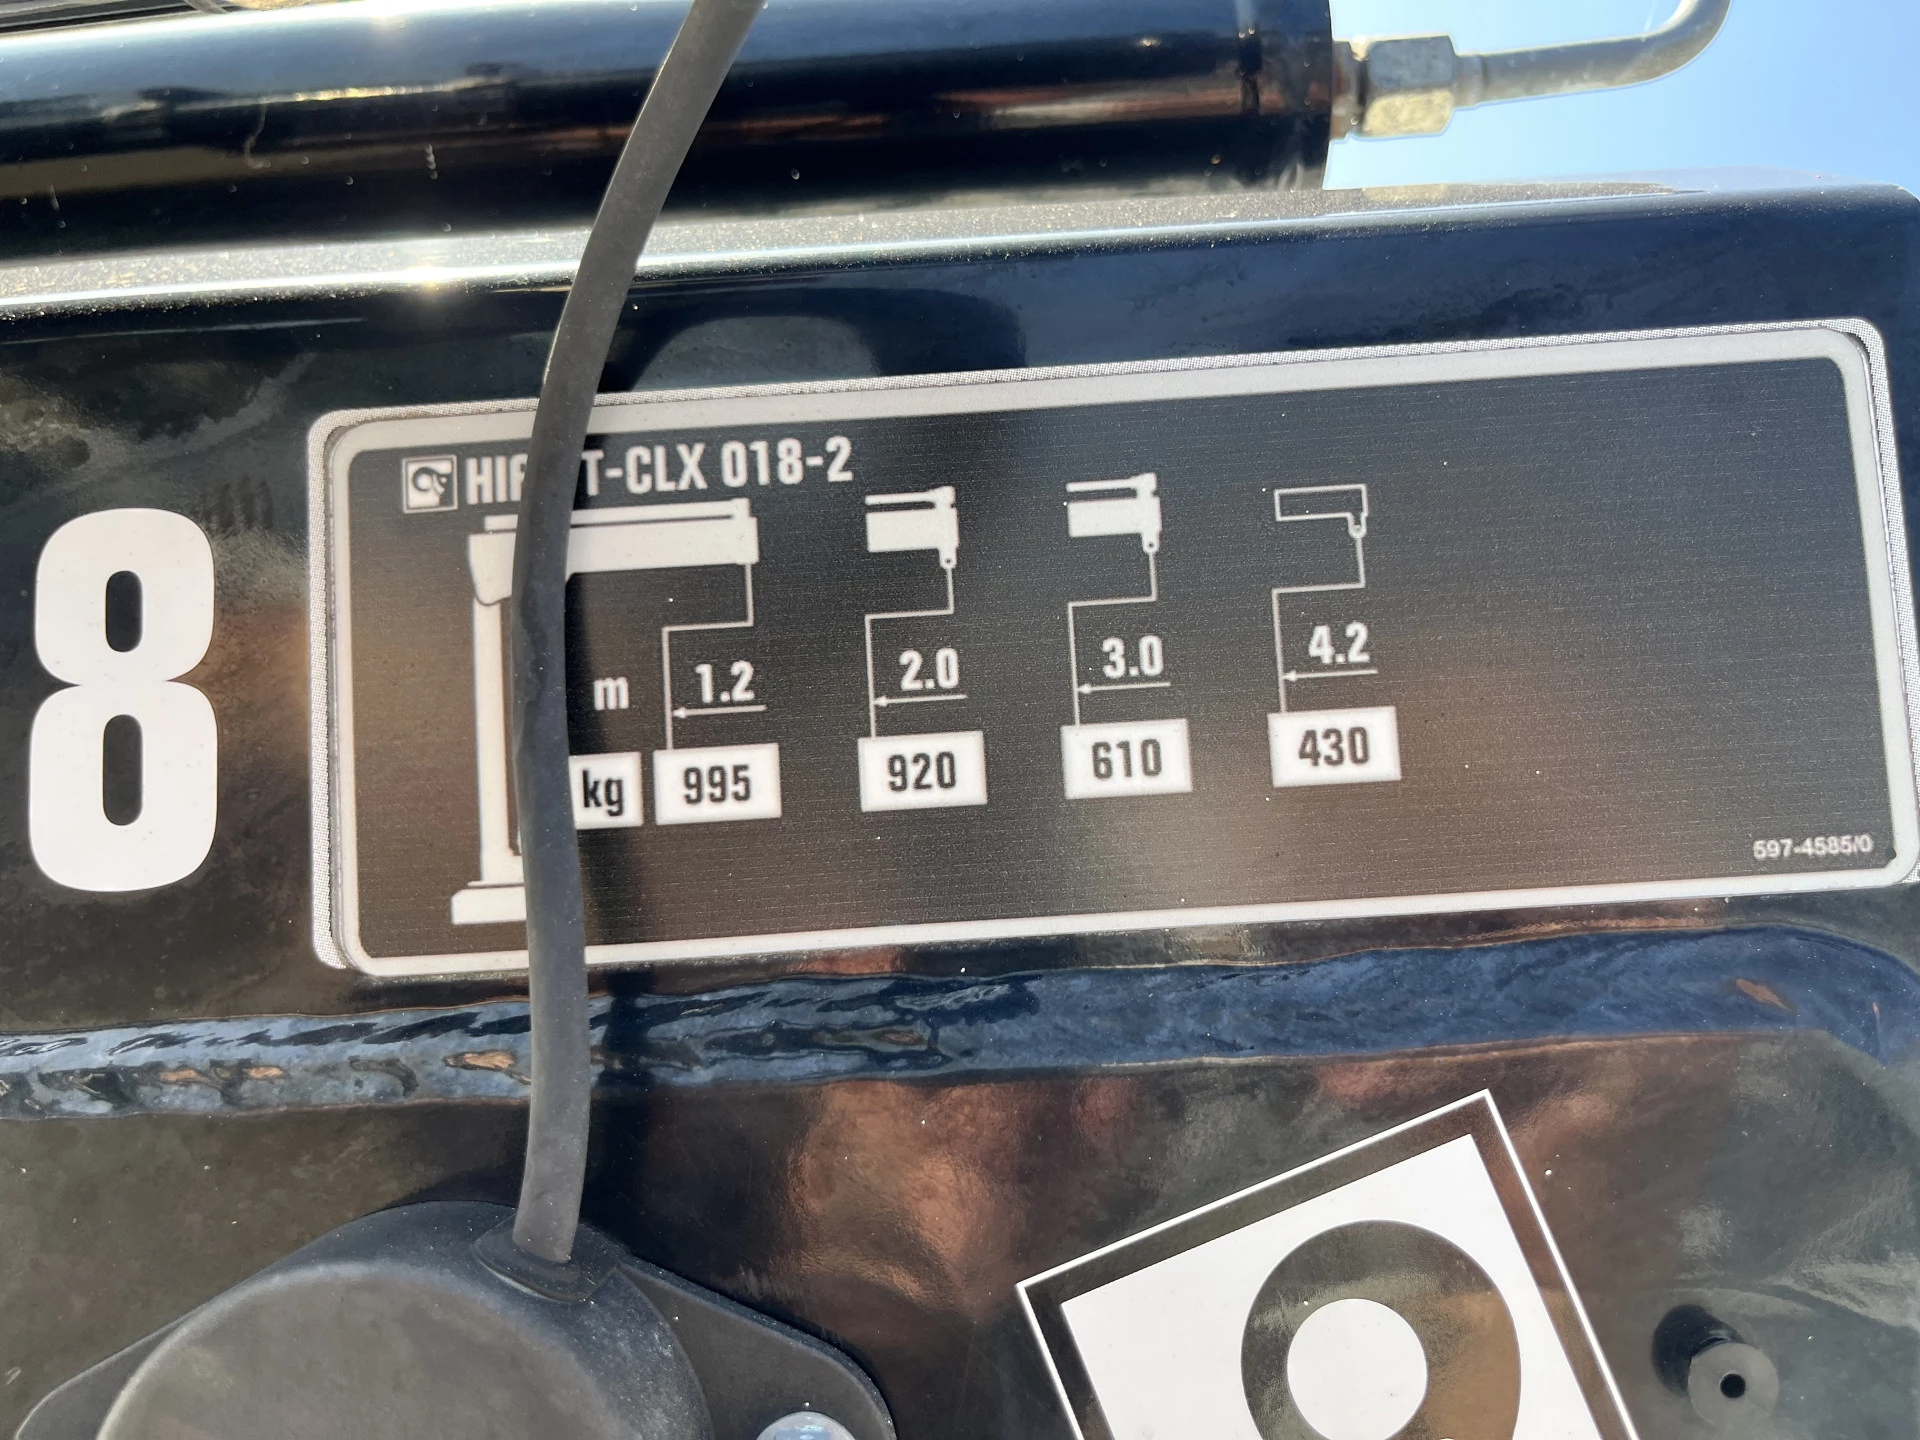 8
T-CLX 018-2
m 1.2 2.0 3.0 4.2
kg 995 920 610 430
597-4585/0